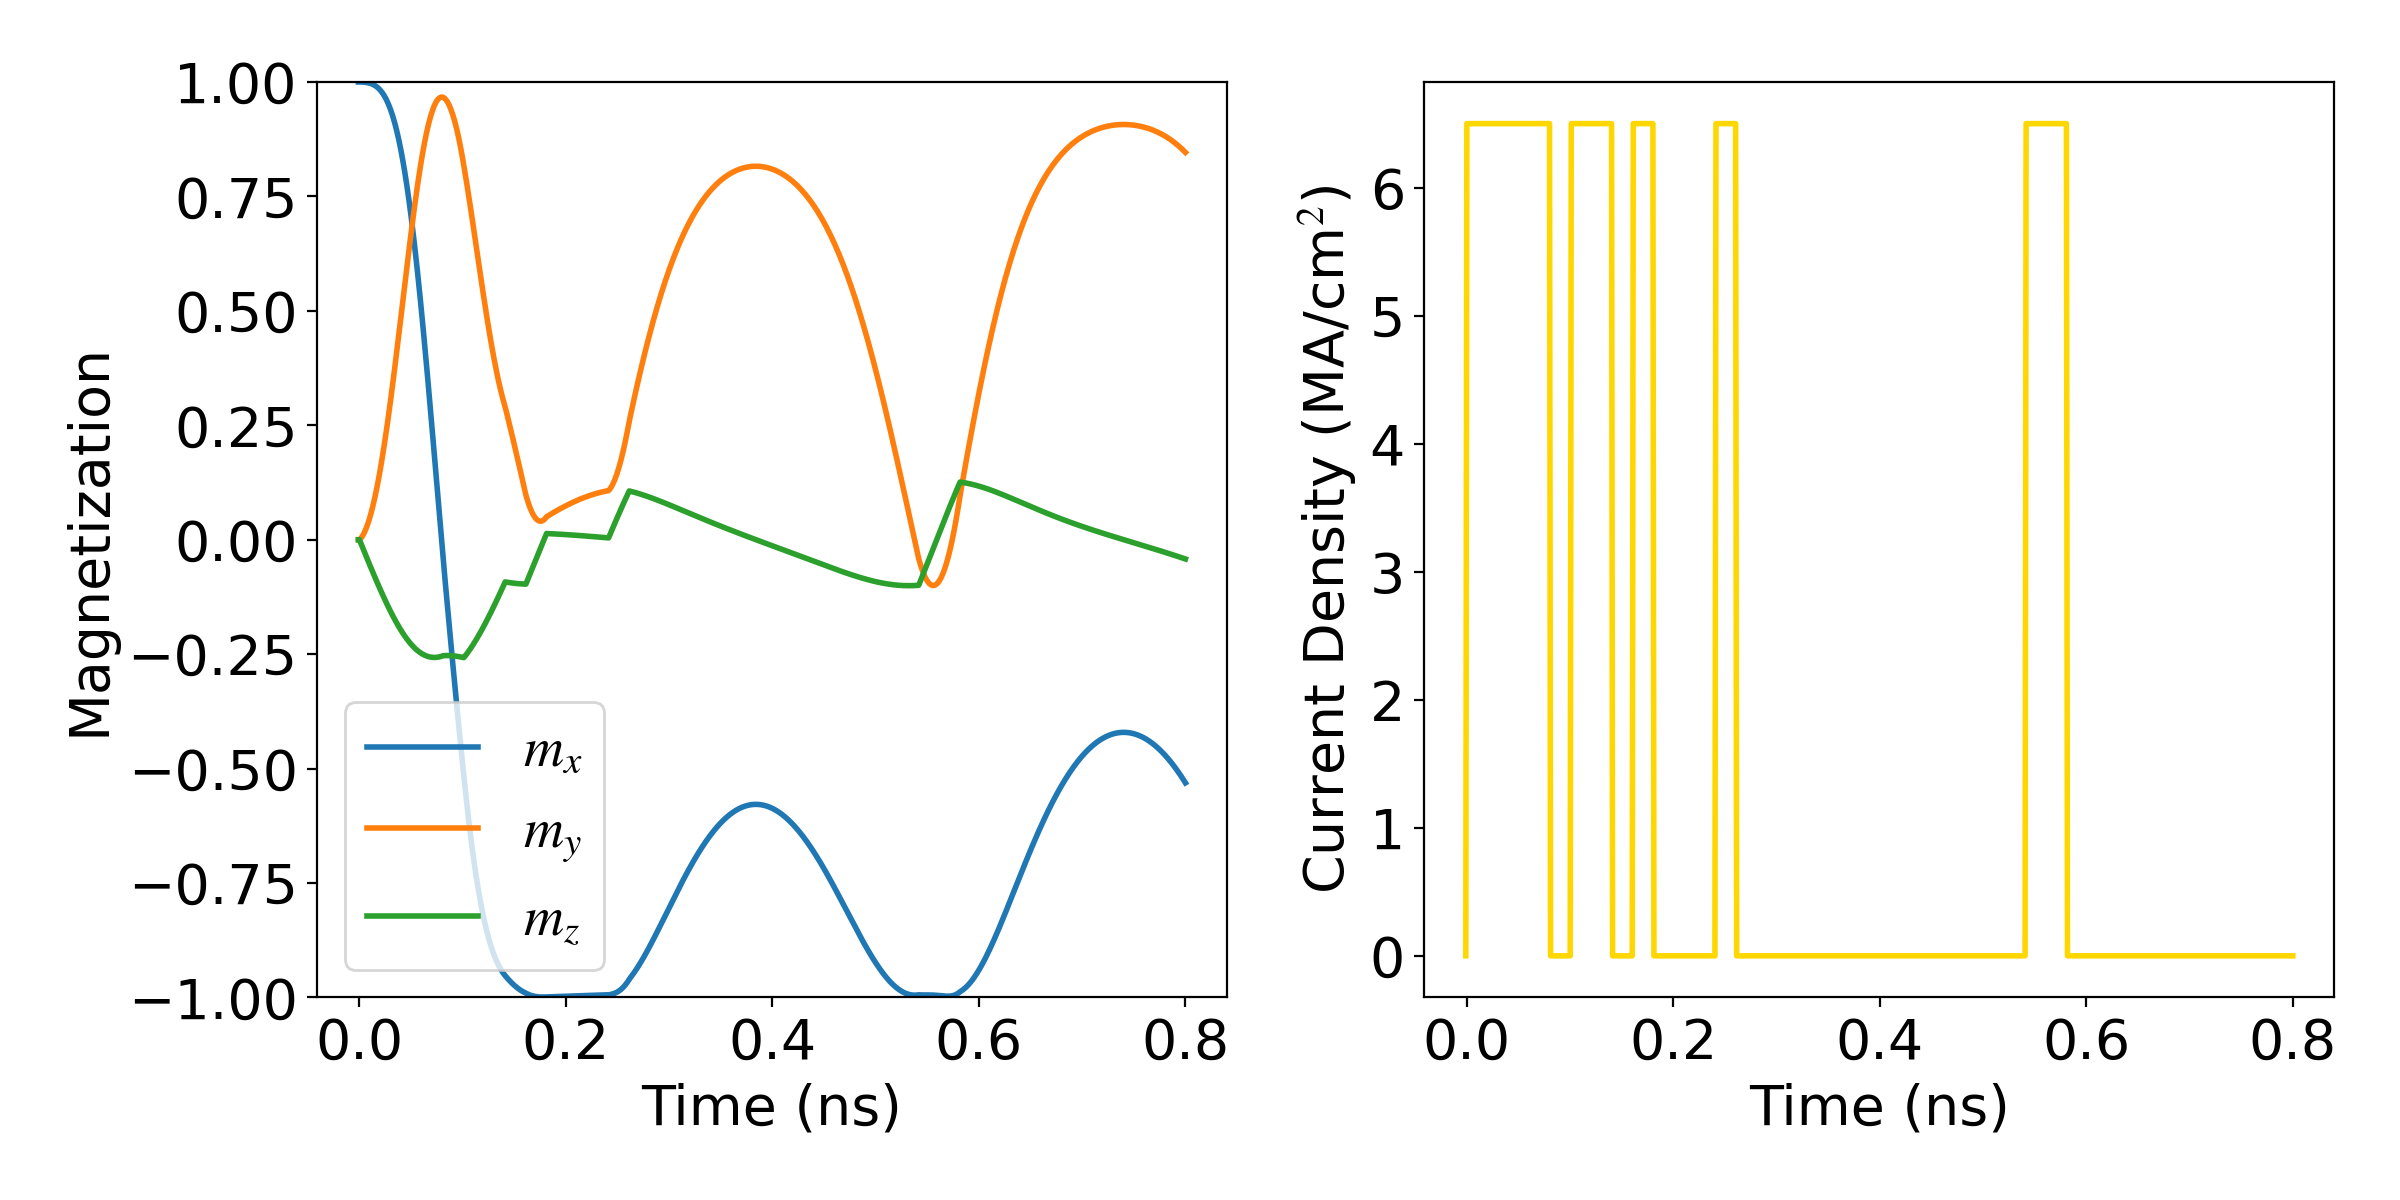 1.00
0.75
0.50
0.25
0.00
−0.25
−0.50
−0.75
−1.00
Magnetization
m_x
m_y
m_z
0.0 0.2 0.4 0.6 0.8
Time (ns)
6
5
4
3
2
1
0
Current Density (MA/cm²)
0.0 0.2 0.4 0.6 0.8
Time (ns)